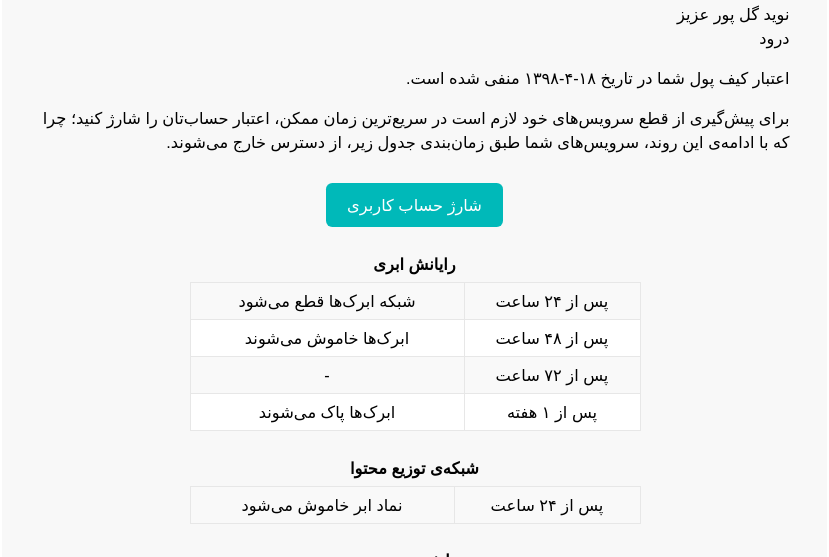 نوید گل پور عزیز
درود
اعتبار کیف پول شما در تاریخ ۱۸-۴-۱۳۹۸ منفی شده است.
برای پیش‌گیری از قطع سرویس‌های خود لازم است در سریع‌ترین زمان ممکن، اعتبار حساب‌تان را شارژ کنید؛ چرا
که با ادامه‌ی این روند، سرویس‌های شما طبق زمان‌بندی جدول زیر، از دسترس خارج می‌شوند.
شارژ حساب کاربری
رایانش ابری
پس از ۲۴ ساعت شبکه ابرک‌ها قطع می‌شود
پس از ۴۸ ساعت ابرک‌ها خاموش می‌شوند
پس از ۷۲ ساعت -
پس از ۱ هفته ابرک‌ها پاک می‌شوند
شبکه‌ی توزیع محتوا
پس از ۲۴ ساعت نماد ابر خاموش می‌شود